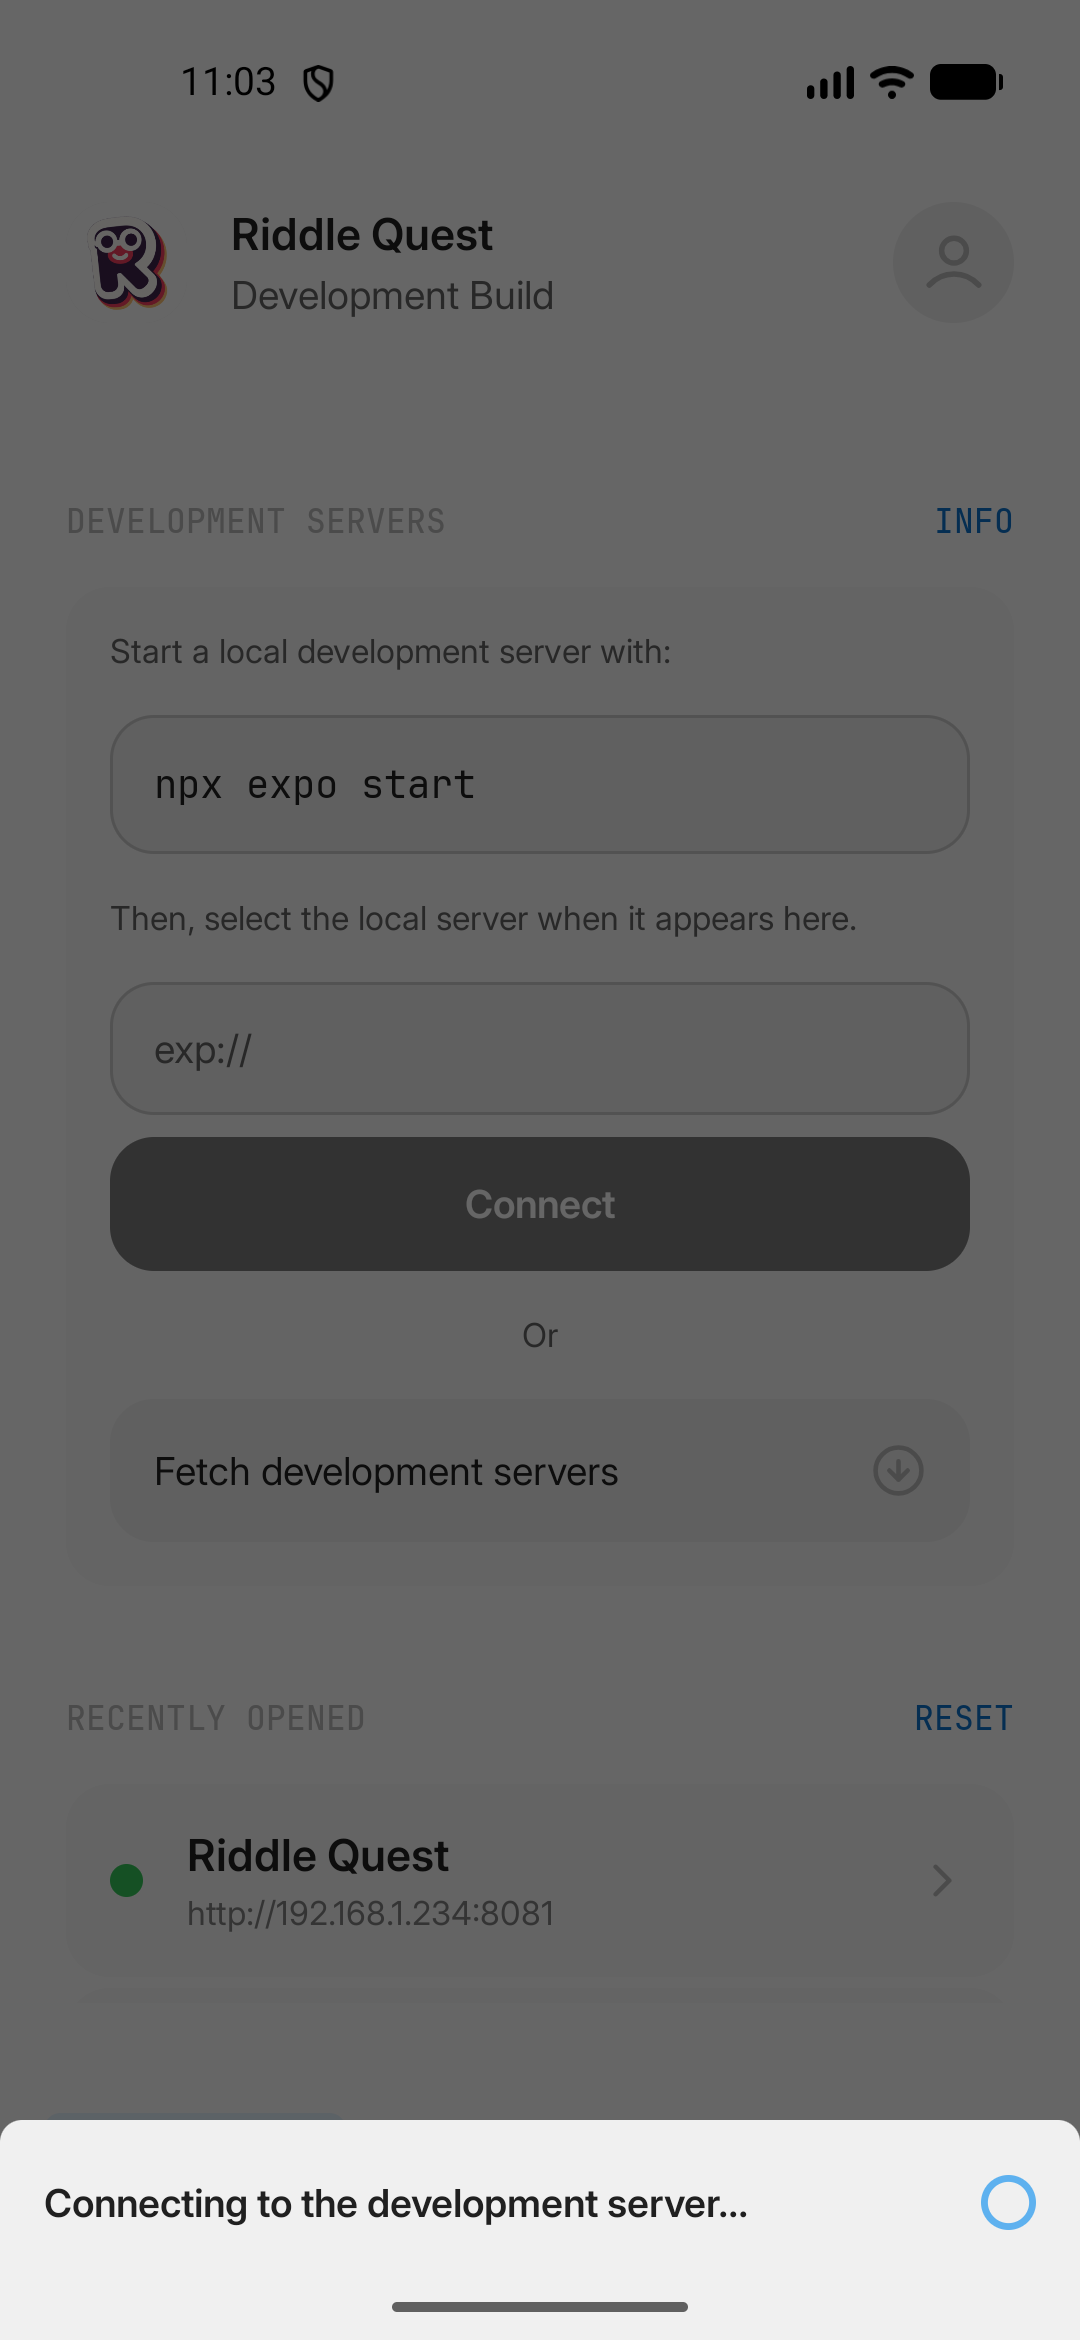 11:03
Riddle Quest
Development Build
DEVELOPMENT SERVERS
INFO
Start a local development server with:
npx expo start
Then, select the local server when it appears here.
exp://
Connect
Or
Fetch development servers
RECENTLY OPENED
RESET
Riddle Quest
http://192.168.1.234:8081
Connecting to the development server...